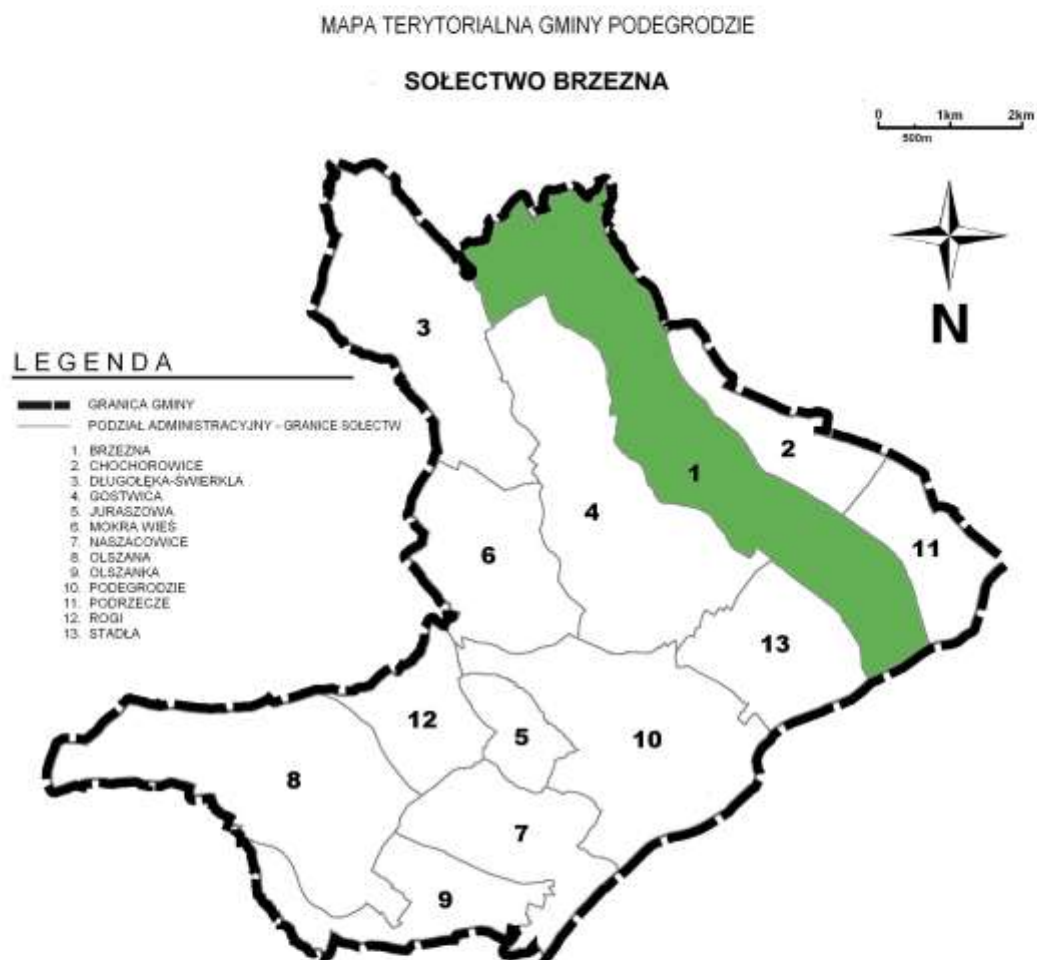 MAPA TERYTORIALNA GMINY PODEGRODZIE
SOŁECTWO BRZEZNA
0 1km 2km
500m
N
LEGENDA
GRANICA GMINY
PODZIAŁ ADMINISTRACYJNY - GRANICE SOŁECTW
1. BRZEZNA
2. CHOCHOROWICE
3. DŁUGOŁĘKA-ŚWIERKLA
4. GOSTWICA
5. JURASZOWA
6. MOKRA WIEŚ
7. NASZACOWICE
8. OLSZANA
9. OLSZANKA
10. PODEGRODZIE
11. PODRZECZE
12. ROGI
13. STADŁA
3
2
1
4
11
6
13
12
5
10
8
7
9